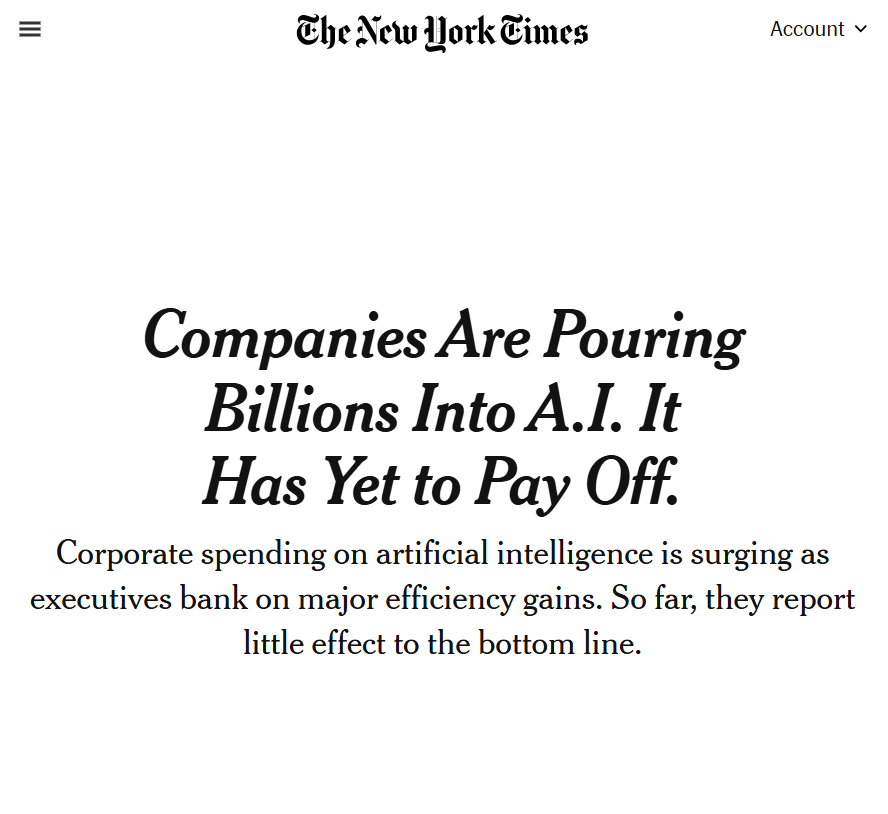 The New York Times
Account
Companies Are Pouring
Billions Into A.I. It
Has Yet to Pay Off.
Corporate spending on artificial intelligence is surging as
executives bank on major efficiency gains. So far, they report
little effect to the bottom line.